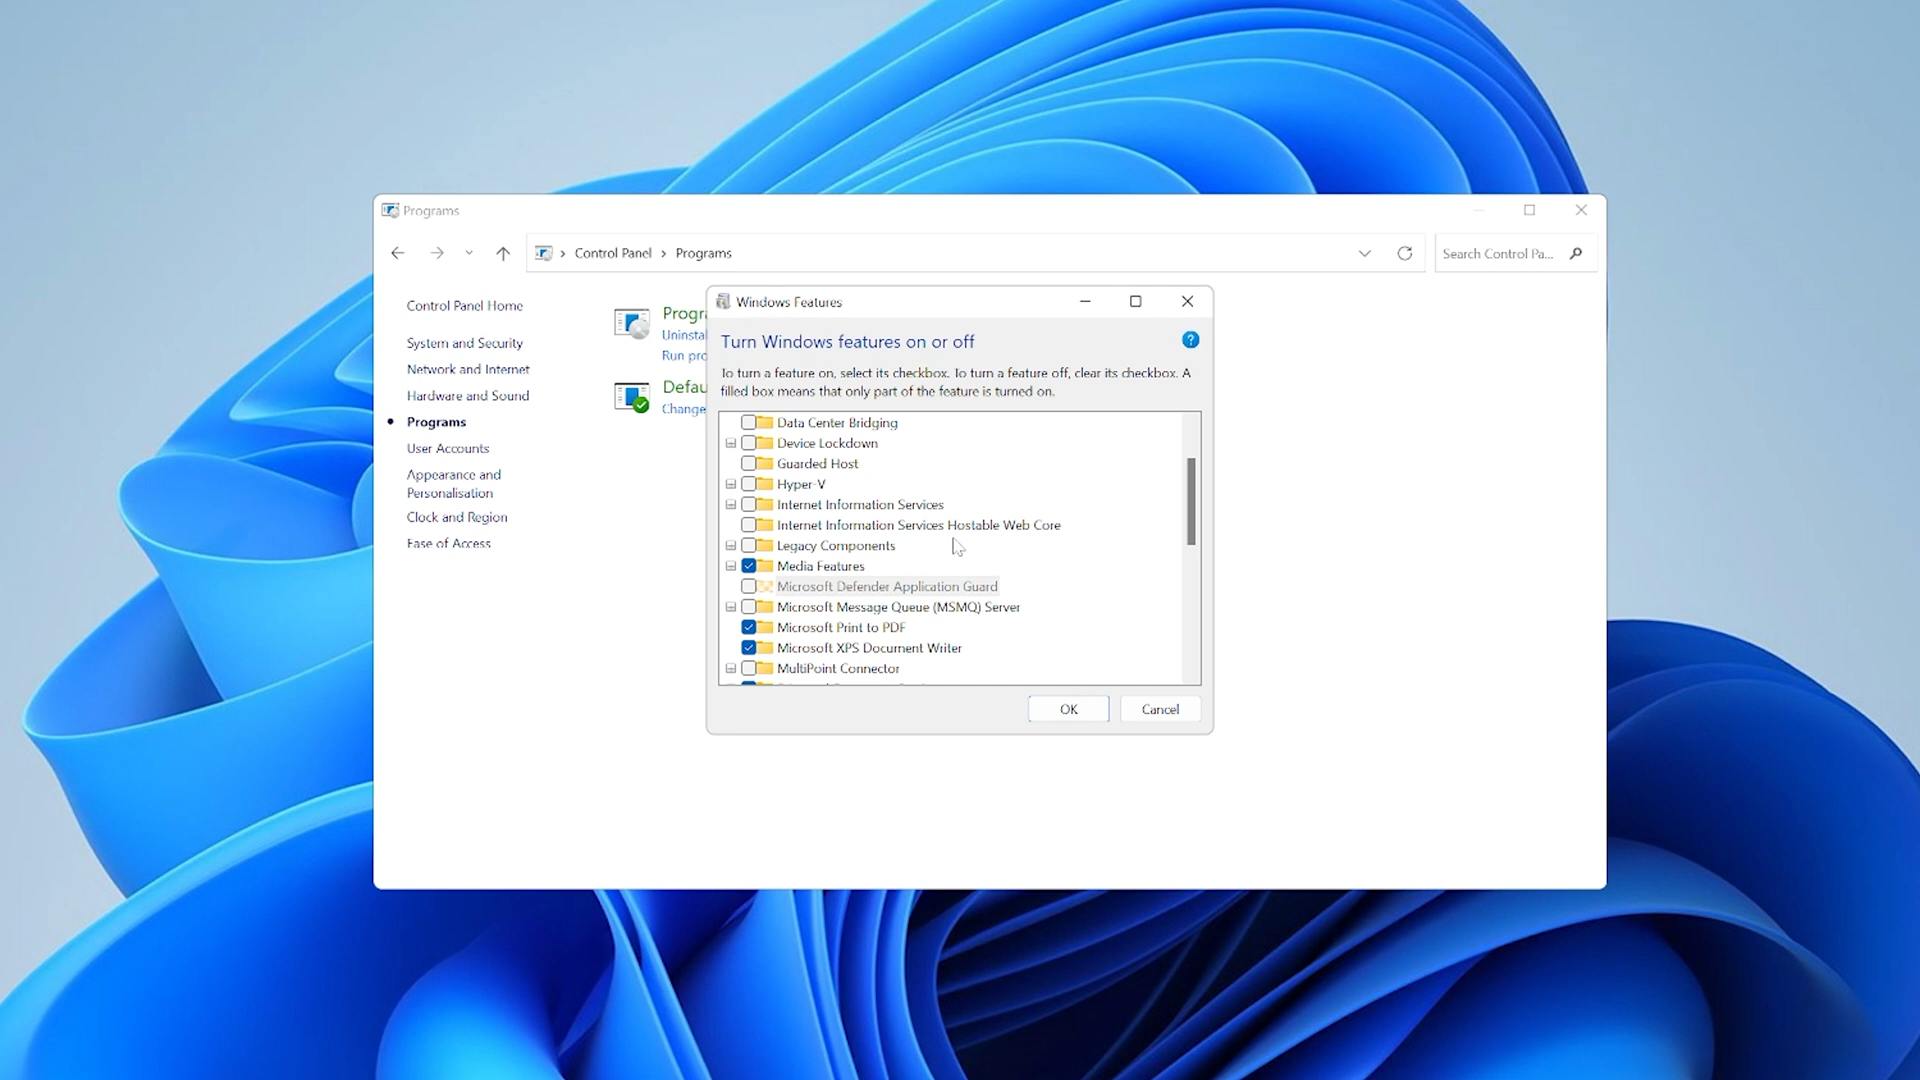 Programs
Control Panel
Programs
Search Control Pa...
Control Panel Home
System and Security
Network and Internet
Hardware and Sound
Programs
User Accounts
Appearance and
Personalisation
Clock and Region
Ease of Access
Progra
Uninstal
Run pro
Defau
Change
Windows Features
Turn Windows features on or off
?
To turn a feature on, select its checkbox. To turn a feature off, clear its checkbox. A
filled box means that only part of the feature is turned on.
Data Center Bridging
Device Lockdown
Guarded Host
Hyper-V
Internet Information Services
Internet Information Services Hostable Web Core
Legacy Components
Media Features
Microsoft Defender Application Guard
Microsoft Message Queue (MSMQ) Server
Microsoft Print to PDF
Microsoft XPS Document Writer
MultiPoint Connector
OK
Cancel